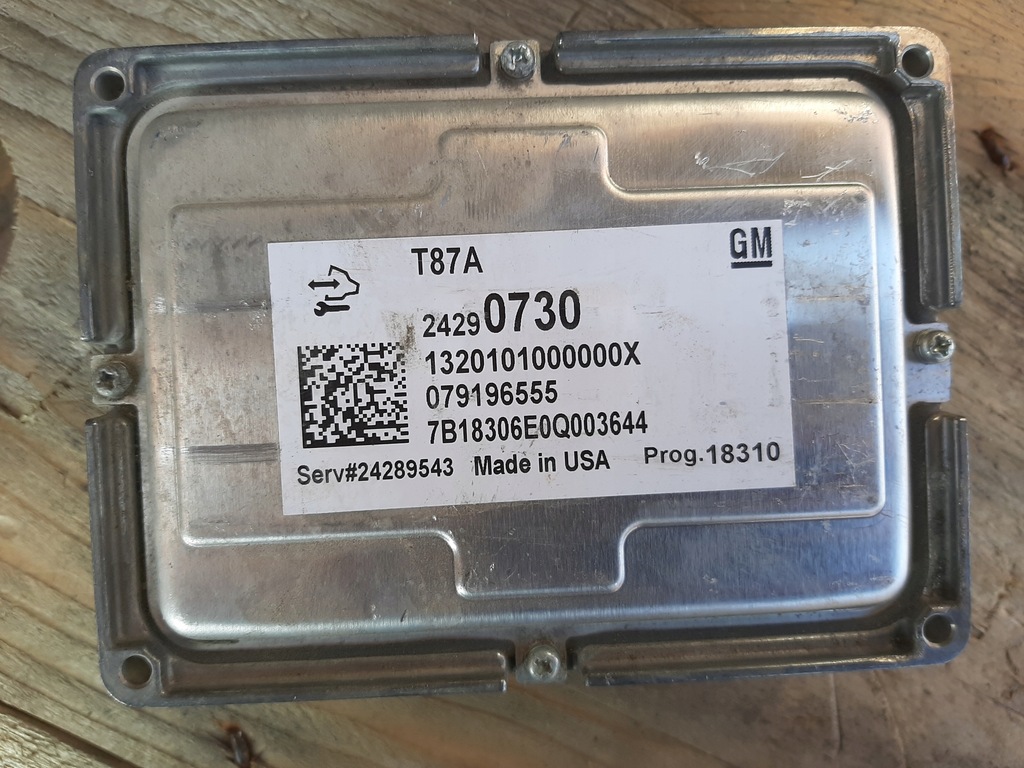 T87A
GM
24290730
1320101000000X
079196555
7B18306E0Q003644
Serv#24289543 Made in USA Prog.18310